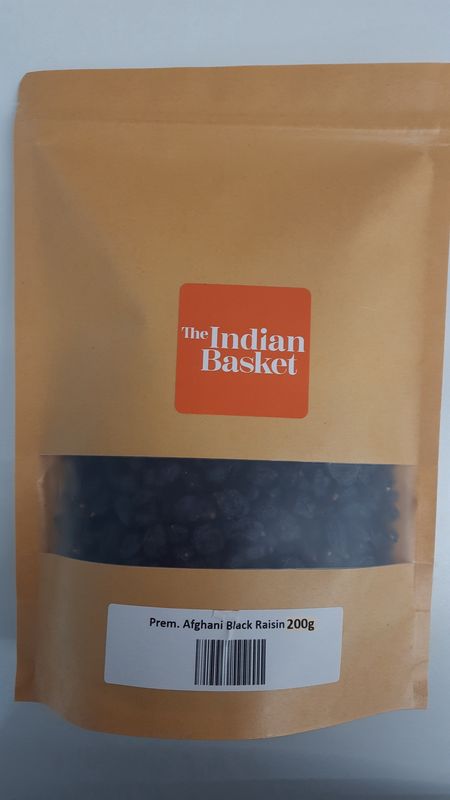 The Indian
Basket
Prem. Afghani Black Raisin 200g